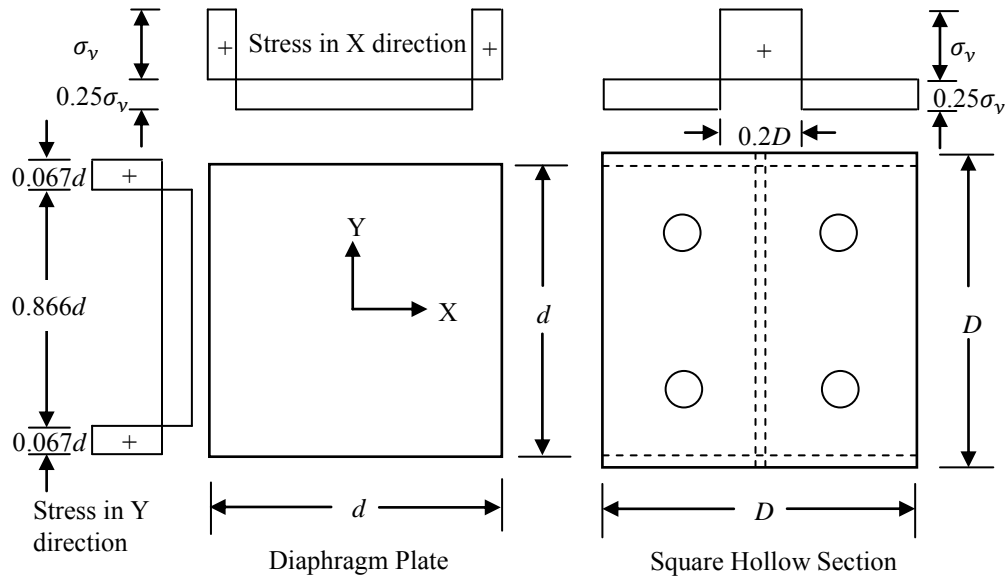 σᵥ
+
Stress in X direction
+
+
σᵥ
0.25σᵥ
0.25σᵥ
0.2D
0.067d
+
Y
0.866d
X
d
D
0.067d
+
Stress in Y
direction
d
D
Diaphragm Plate
Square Hollow Section